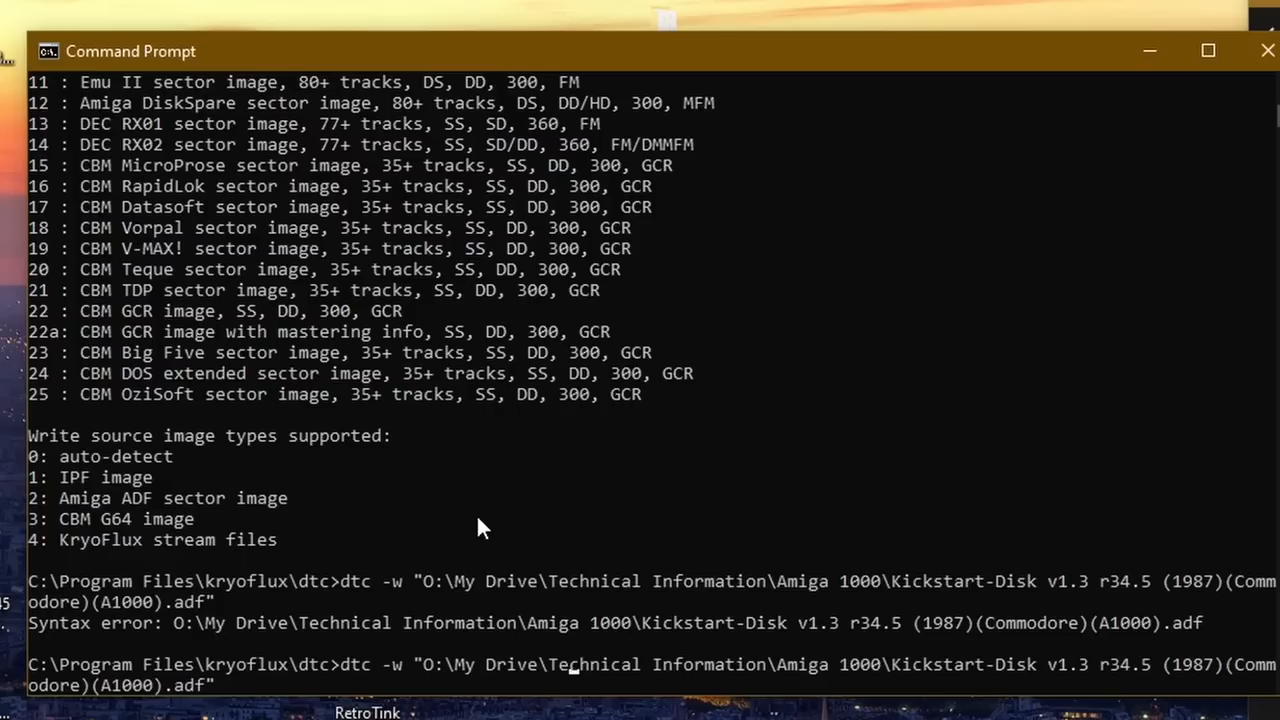 Command Prompt
11 : Emu II sector image, 80+ tracks, DS, DD, 300, FM
12 : Amiga DiskSpare sector image, 80+ tracks, DS, DD/HD, 300, MFM
13 : DEC RX01 sector image, 77+ tracks, SS, SD, 360, FM
14 : DEC RX02 sector image, 77+ tracks, SS, SD/DD, 360, FM/DMMFM
15 : CBM MicroProse sector image, 35+ tracks, SS, DD, 300, GCR
16 : CBM RapidLok sector image, 35+ tracks, SS, DD, 300, GCR
17 : CBM Datasoft sector image, 35+ tracks, SS, DD, 300, GCR
18 : CBM Vorpal sector image, 35+ tracks, SS, DD, 300, GCR
19 : CBM V-MAX! sector image, 35+ tracks, SS, DD, 300, GCR
20 : CBM Teque sector image, 35+ tracks, SS, DD, 300, GCR
21 : CBM TDP sector image, 35+ tracks, SS, DD, 300, GCR
22 : CBM GCR image, SS, DD, 300, GCR
22a: CBM GCR image with mastering info, SS, DD, 300, GCR
23 : CBM Big Five sector image, 35+ tracks, SS, DD, 300, GCR
24 : CBM DOS extended sector image, 35+ tracks, SS, DD, 300, GCR
25 : CBM OziSoft sector image, 35+ tracks, SS, DD, 300, GCR
Write source image types supported:
0: auto-detect
1: IPF image
2: Amiga ADF sector image
3: CBM G64 image
4: KryoFlux stream files
C:\Program Files\kryoflux\dtc>dtc -w "O:\My Drive\Technical Information\Amiga 1000\Kickstart-Disk v1.3 r34.5 (1987)(Comm
odore)(A1000).adf"
Syntax error: O:\My Drive\Technical Information\Amiga 1000\Kickstart-Disk v1.3 r34.5 (1987)(Commodore)(A1000).adf
C:\Program Files\kryoflux\dtc>dtc -w "O:\My Drive\Technical Information\Amiga 1000\Kickstart-Disk v1.3 r34.5 (1987)(Comm
odore)(A1000).adf"
RetroTink